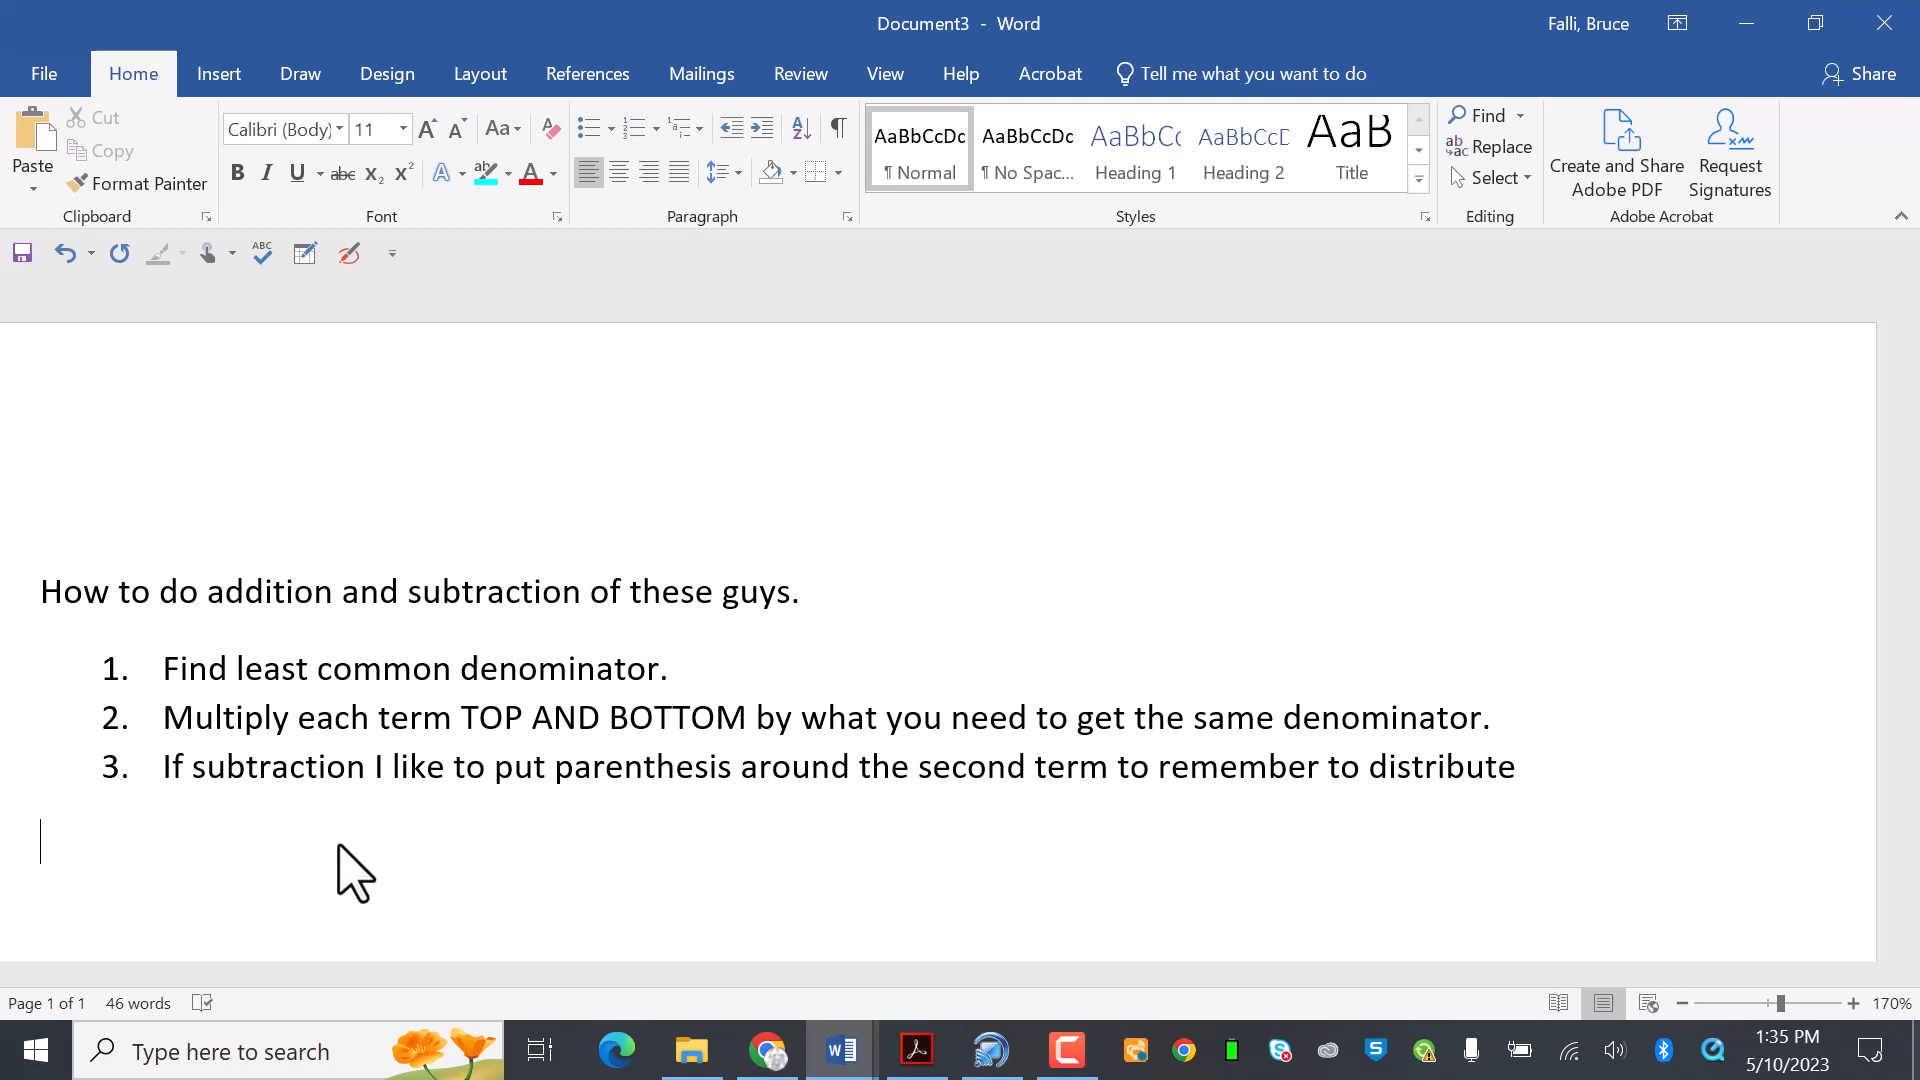 Document3 - Word
Falli, Bruce
File Home Insert Draw Design Layout References Mailings Review View Help Acrobat Tell me what you want to do Share
Paste
Cut
Copy
Format Painter
Clipboard
Calibri (Body) 11
Font
Paragraph
AaBbCcDc AaBbCcDc AaBbCc AaBbCcD AaB
¶ Normal ¶ No Spac... Heading 1 Heading 2 Title
Styles
Find
Replace
Select
Editing
Create and Share Adobe PDF
Request Signatures
Adobe Acrobat
How to do addition and subtraction of these guys.
1. Find least common denominator.
2. Multiply each term TOP AND BOTTOM by what you need to get the same denominator.
3. If subtraction I like to put parenthesis around the second term to remember to distribute
Page 1 of 1 46 words 170%
Type here to search
1:35 PM
5/10/2023